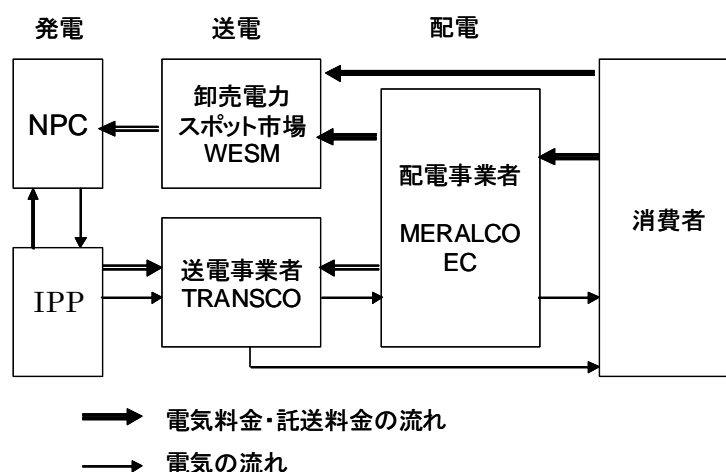 発電
送電
配電
NPC
卸売電力
スポット市場
WESM
配電事業者
MERALCO
EC
消費者
IPP
送電事業者
TRANSCO
電気料金・託送料金の流れ
電気の流れ